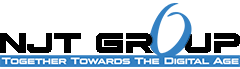 NJT GROUP
Together Towards The Digital Age